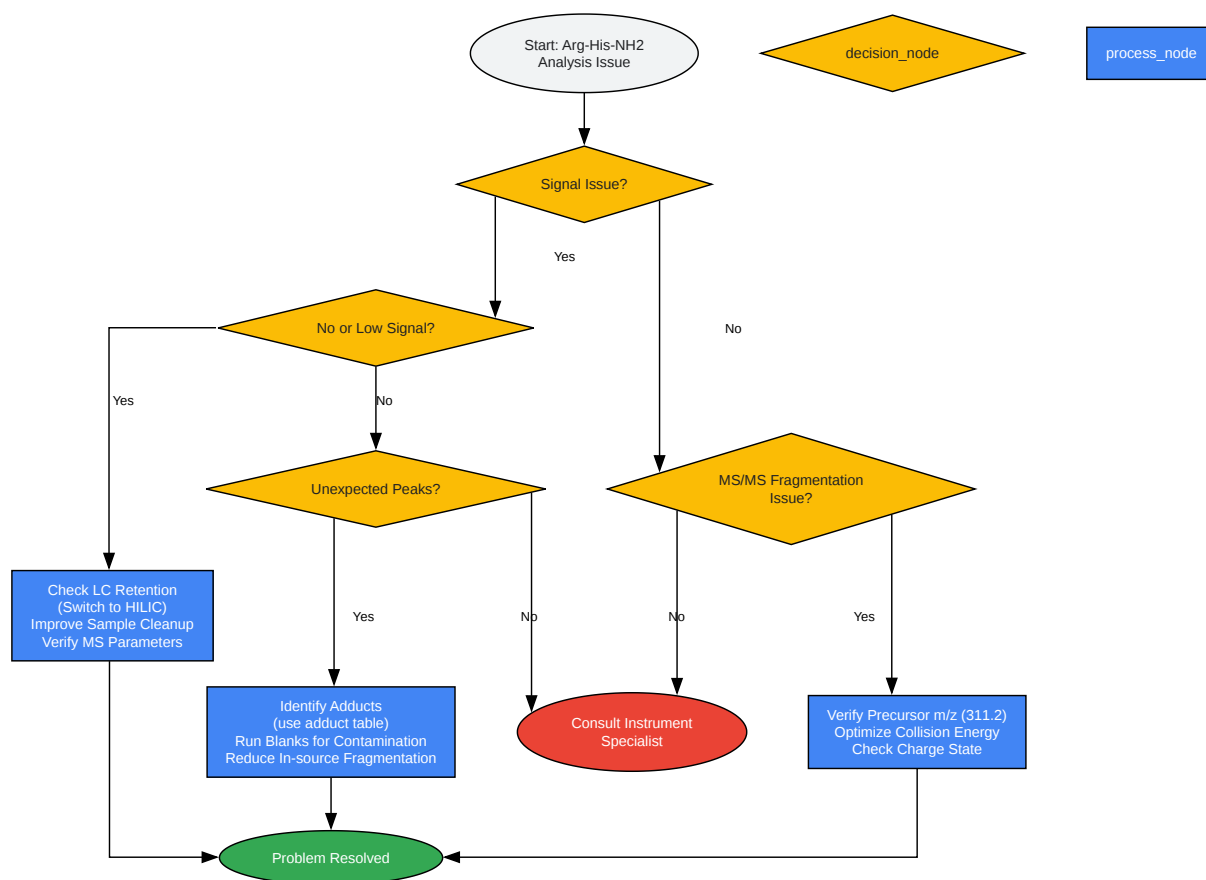 Start: Arg-His-NH2
Analysis Issue
decision_node
process_node
Signal Issue?
Yes
No or Low Signal?
No
Yes
No
Unexpected Peaks?
MS/MS Fragmentation
Issue?
Check LC Retention
(Switch to HILIC)
Improve Sample Cleanup
Verify MS Parameters
Yes
No
No
Yes
Identify Adducts
(use adduct table)
Run Blanks for Contamination
Reduce In-source Fragmentation
Consult Instrument
Specialist
Verify Precursor m/z (311.2)
Optimize Collision Energy
Check Charge State
Problem Resolved